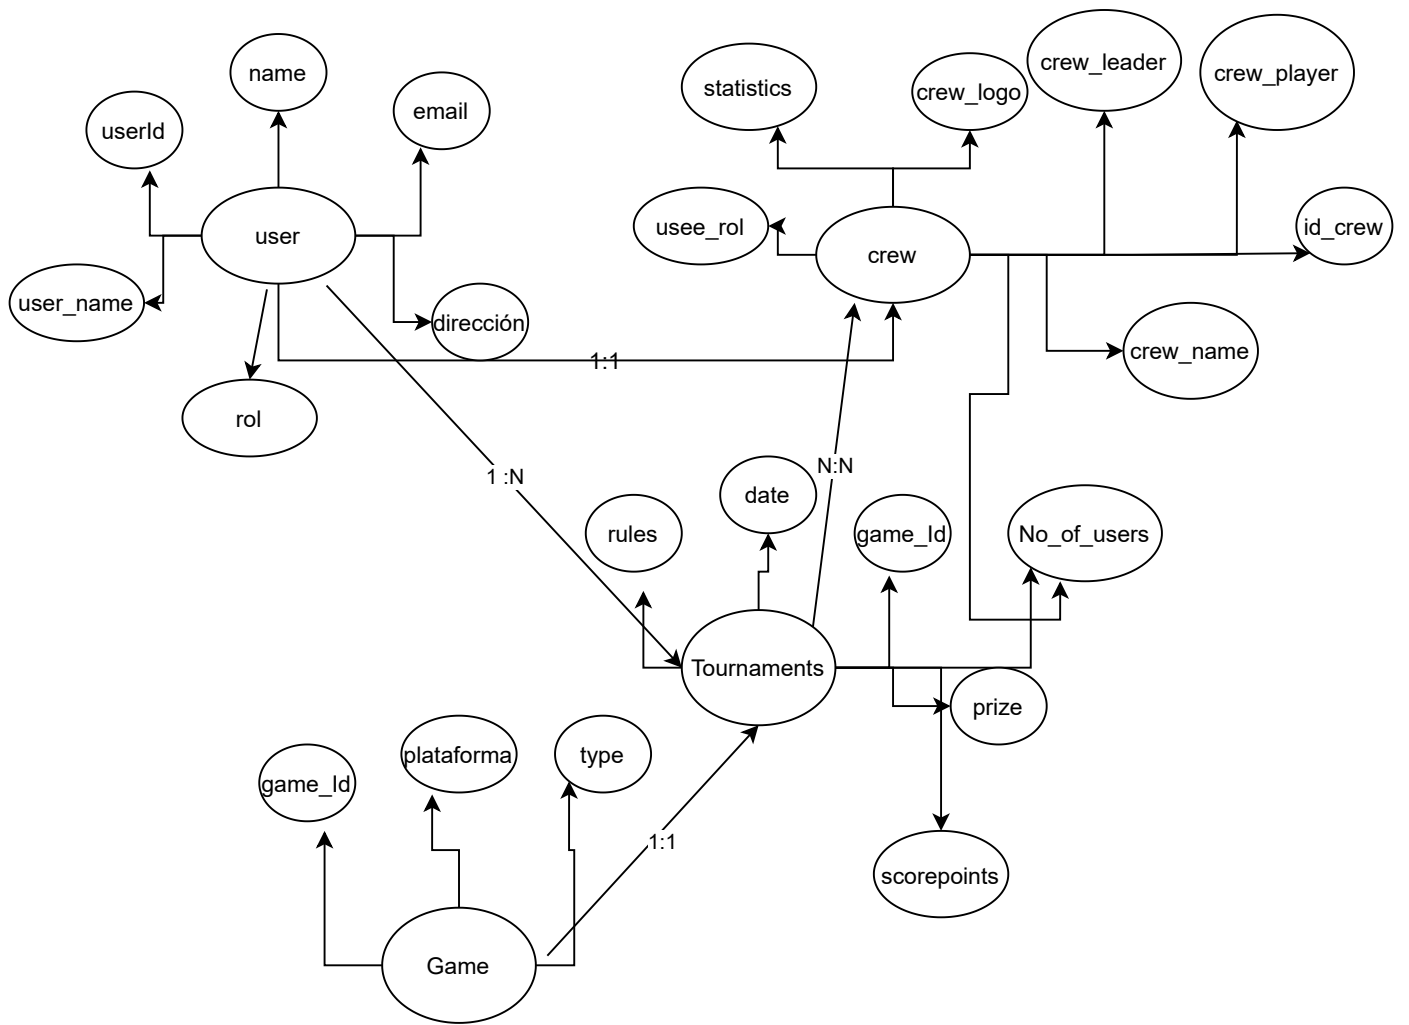 name
statistics
crew_logo
crew_leader
crew_player
userId
email
user
usee_rol
crew
id_crew
user_name
dirección
crew_name
1:1
rol
1 :N
N:N
date
rules
game_Id
No_of_users
Tournaments
prize
game_Id
plataforma
type
1:1
scorepoints
Game